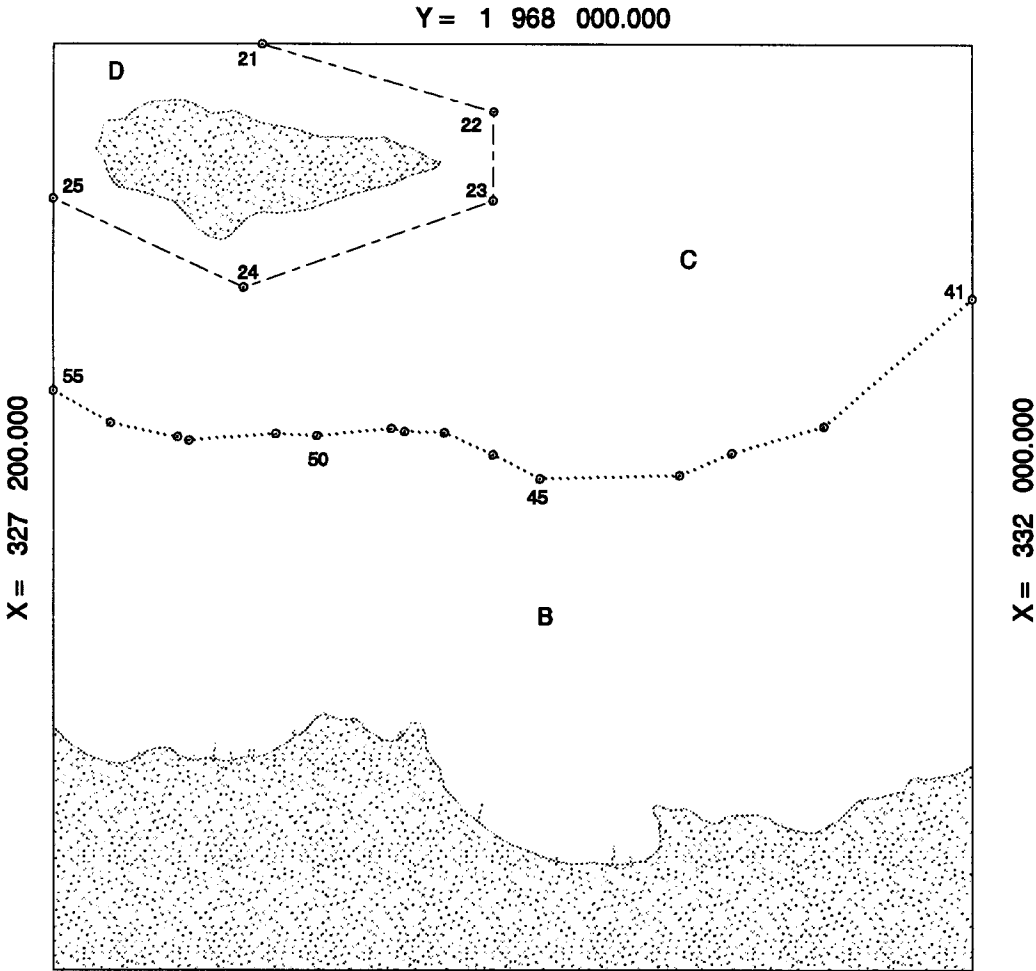 Y = 1 968 000.000
21
D
22
25
23
C
24
41
55
50
45
X = 327 200.000
X = 332 000.000
B